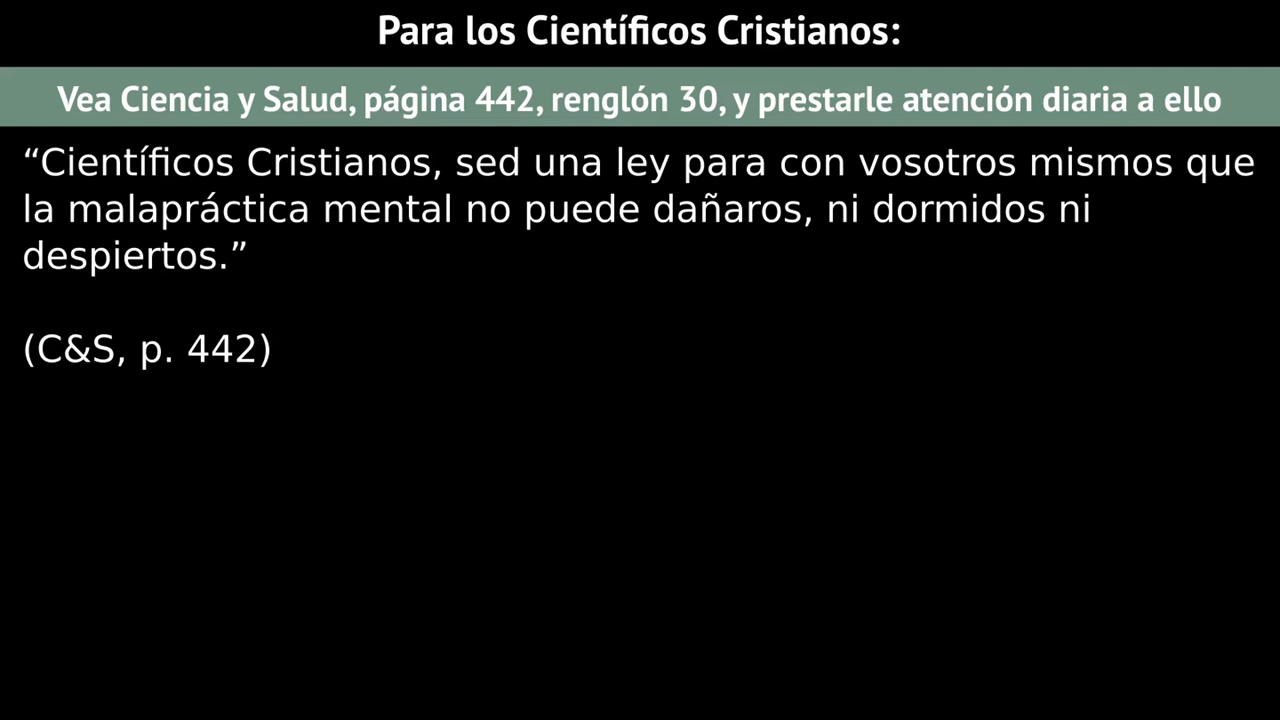 Para los Científicos Cristianos:
Vea Ciencia y Salud, página 442, renglón 30, y prestarle atención diaria a ello
“Científicos Cristianos, sed una ley para con vosotros mismos que
la malapráctica mental no puede dañaros, ni dormidos ni
despiertos.”
(C&S, p. 442)